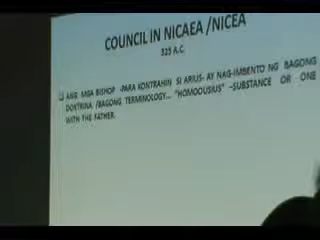 COUNCIL IN NICAEA /NICEA
325 A.C.
ANG MGA BISHOP -PARA KONTRAHIN SI ARIUS- AY NAG-IMBENTO NG BAGONG
DOKTRINA /BAGONG TERMINOLOGY... "HOMOOUSIUS" –SUBSTANCE OR ONE
WITH THE FATHER.